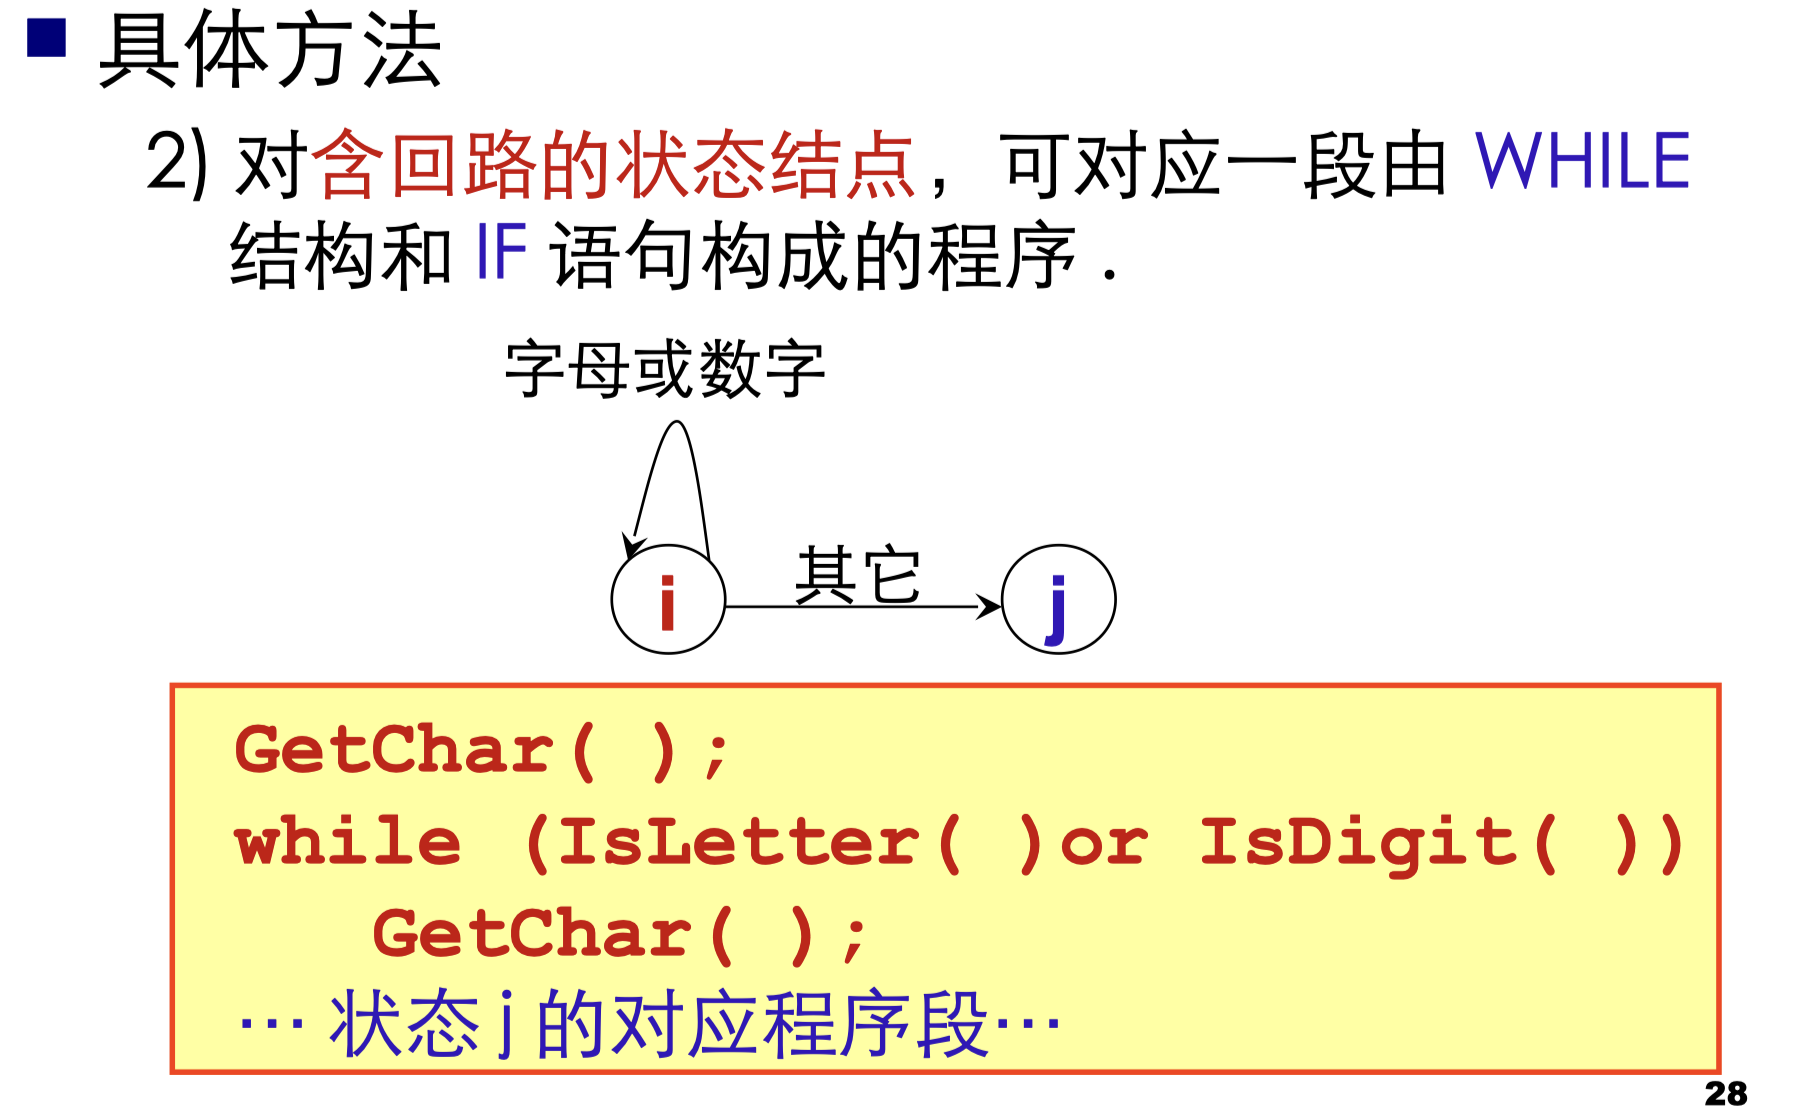 具体方法
2) 对含回路的状态结点，可对应一段由 WHILE
结构和 IF 语句构成的程序 .
字母或数字
其它
i
j
GetChar( );
while (IsLetter( )or IsDigit( ))
GetChar( );
… 状态 j 的对应程序段…
28